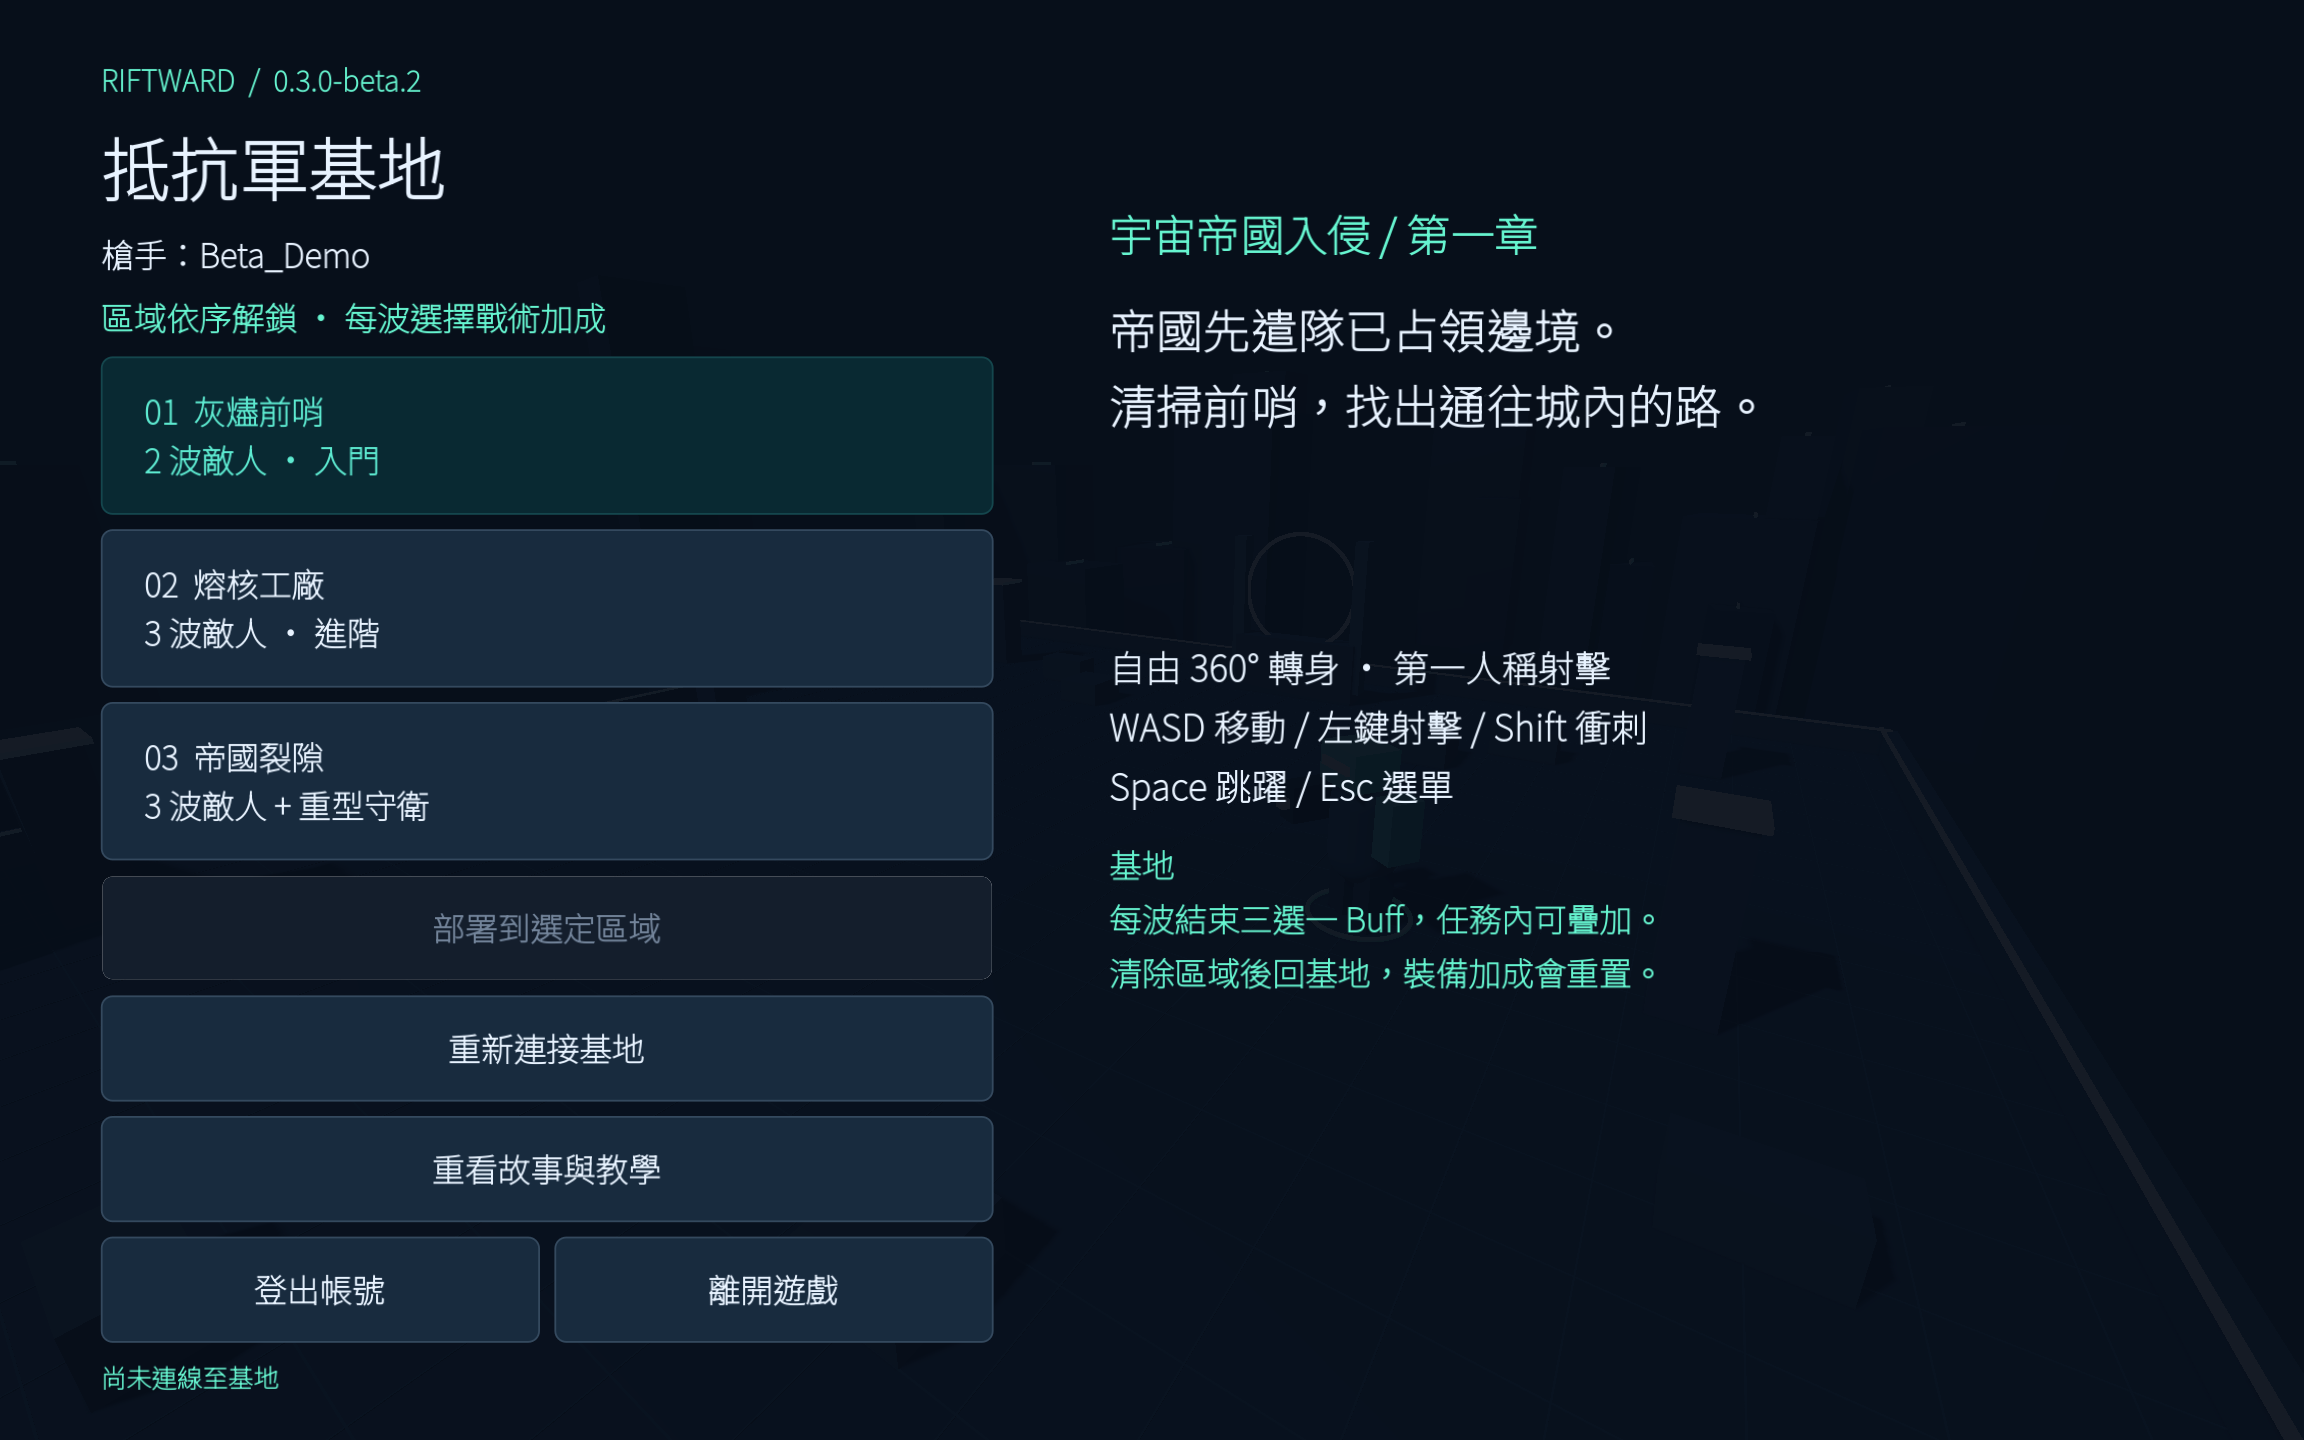 RIFTWARD / 0.3.0-beta.2
抵抗軍基地
槍手：Beta_Demo
區域依序解鎖 · 每波選擇戰術加成
01 灰燼前哨
2 波敵人 · 入門
02 熔核工廠
3 波敵人 · 進階
03 帝國裂隙
3 波敵人 + 重型守衛
部署到選定區域
重新連接基地
重看故事與教學
登出帳號
離開遊戲
尚未連線至基地
宇宙帝國入侵 / 第一章
帝國先遣隊已占領邊境。
清掃前哨，找出通往城內的路。
自由 360° 轉身 · 第一人稱射擊
WASD 移動 / 左鍵射擊 / Shift 衝刺
Space 跳躍 / Esc 選單
基地
每波結束三選一 Buff，任務內可疊加。
清除區域後回基地，裝備加成會重置。